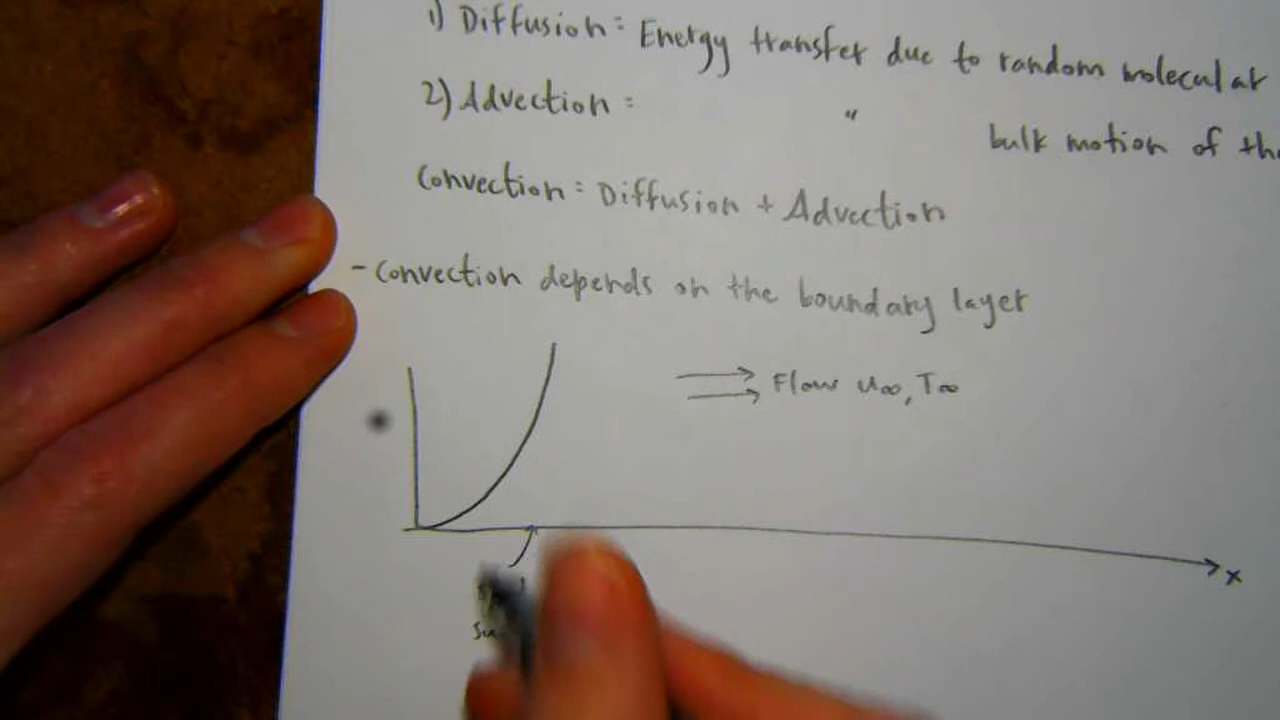 1) Diffusion: Energy transfer due to random molecular
2) Advection: " bulk motion of the
Convection: Diffusion + Advection
- Convection depends on the boundary layer
Flow u∞, T∞
x